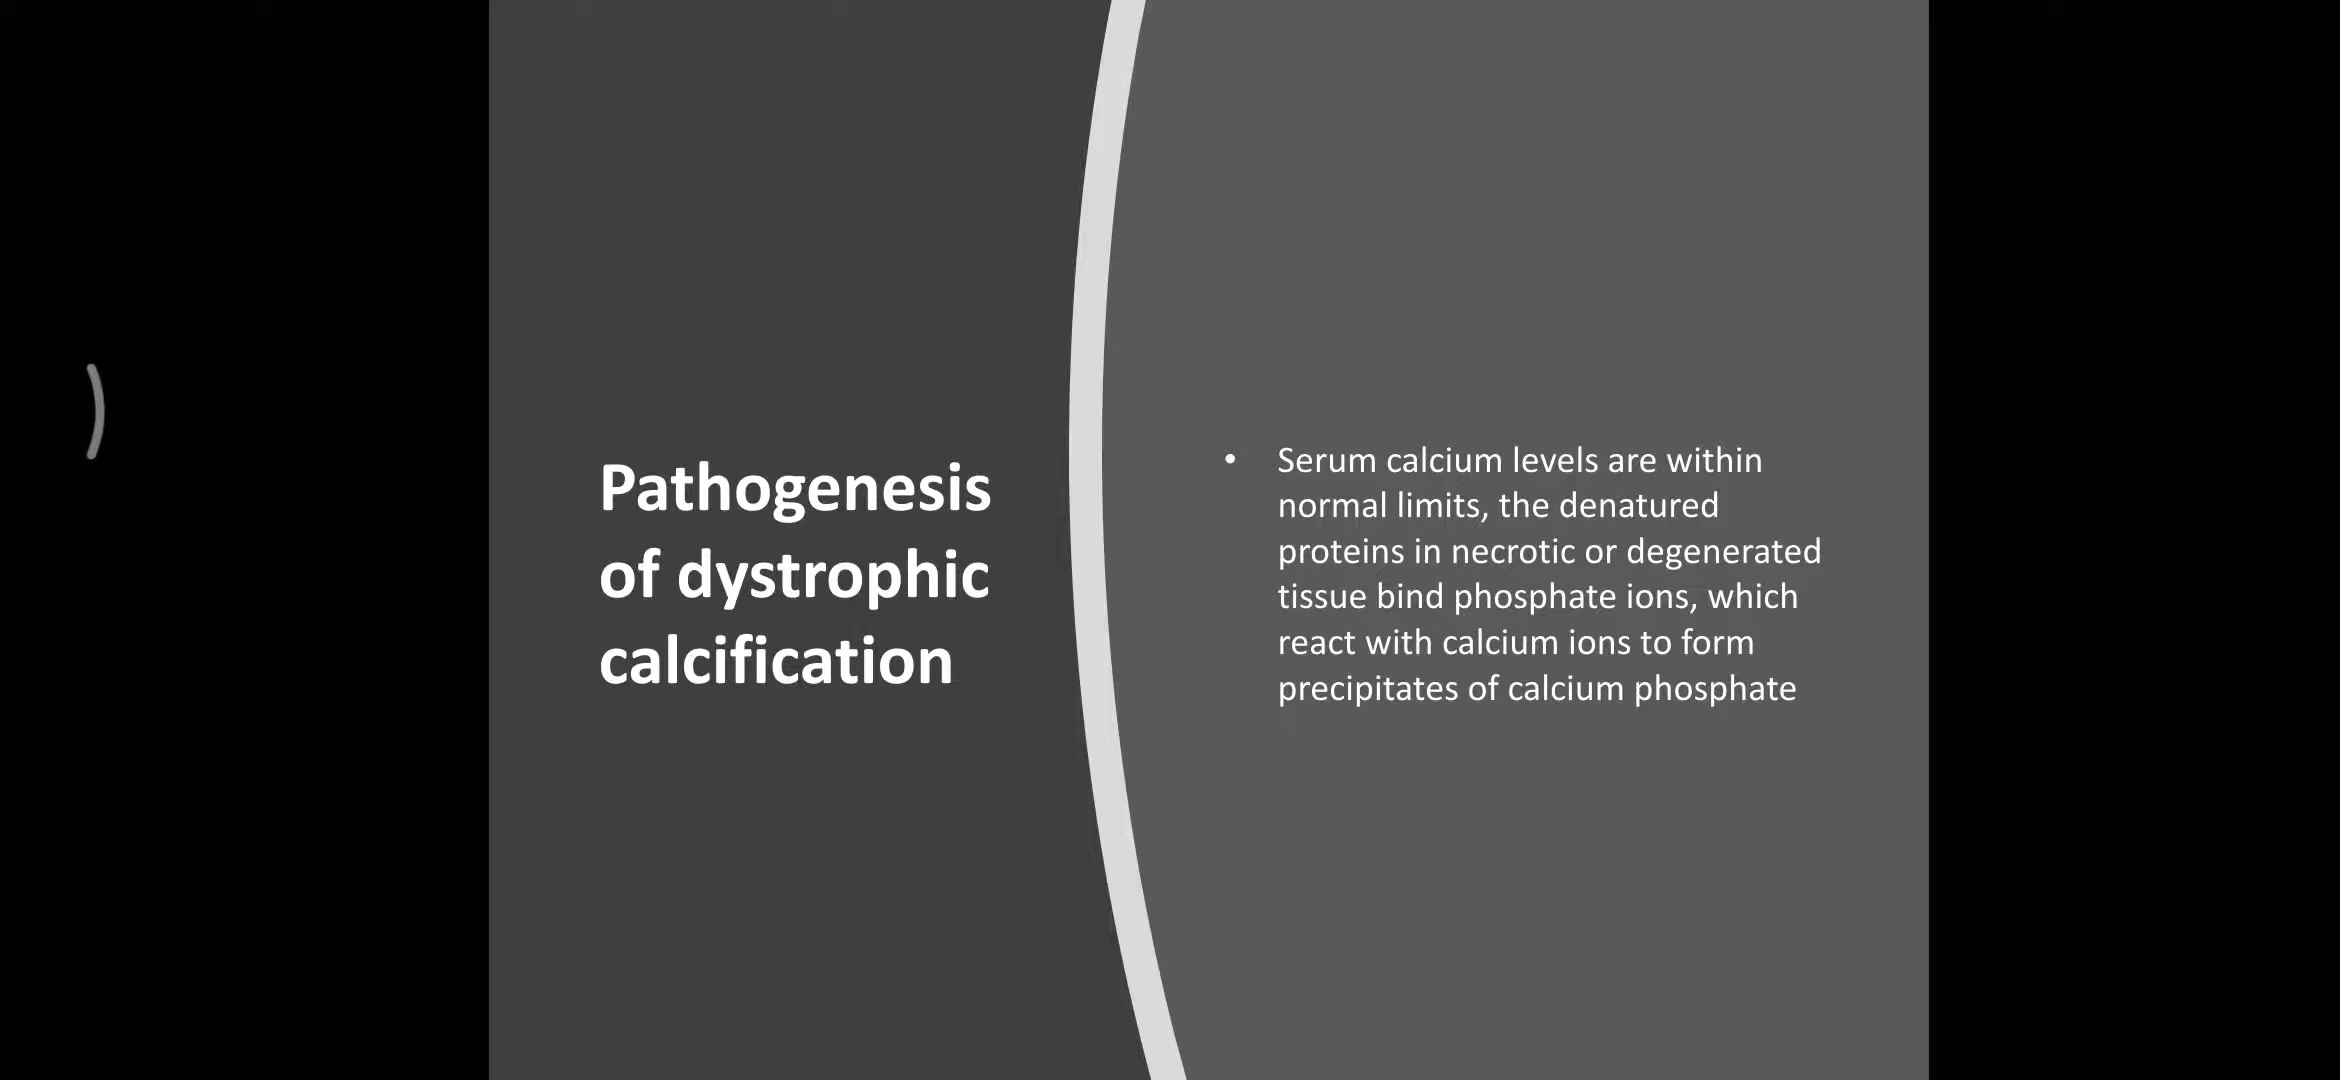 Pathogenesis
of dystrophic
calcification
• Serum calcium levels are within
normal limits, the denatured
proteins in necrotic or degenerated
tissue bind phosphate ions, which
react with calcium ions to form
precipitates of calcium phosphate